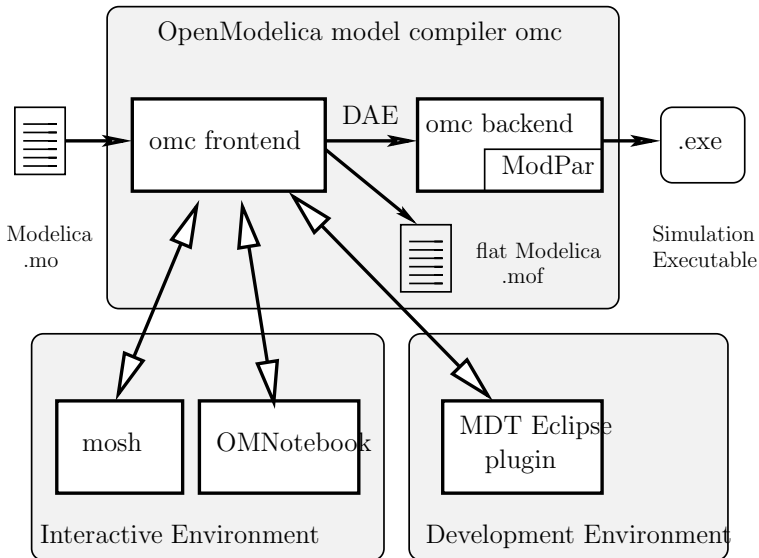 OpenModelica model compiler omc
DAE
omc frontend
omc backend
ModPar
.exe
Modelica
.mo
flat Modelica
.mof
Simulation
Executable
mosh
OMNotebook
MDT Eclipse
plugin
Interactive Environment
Development Environment